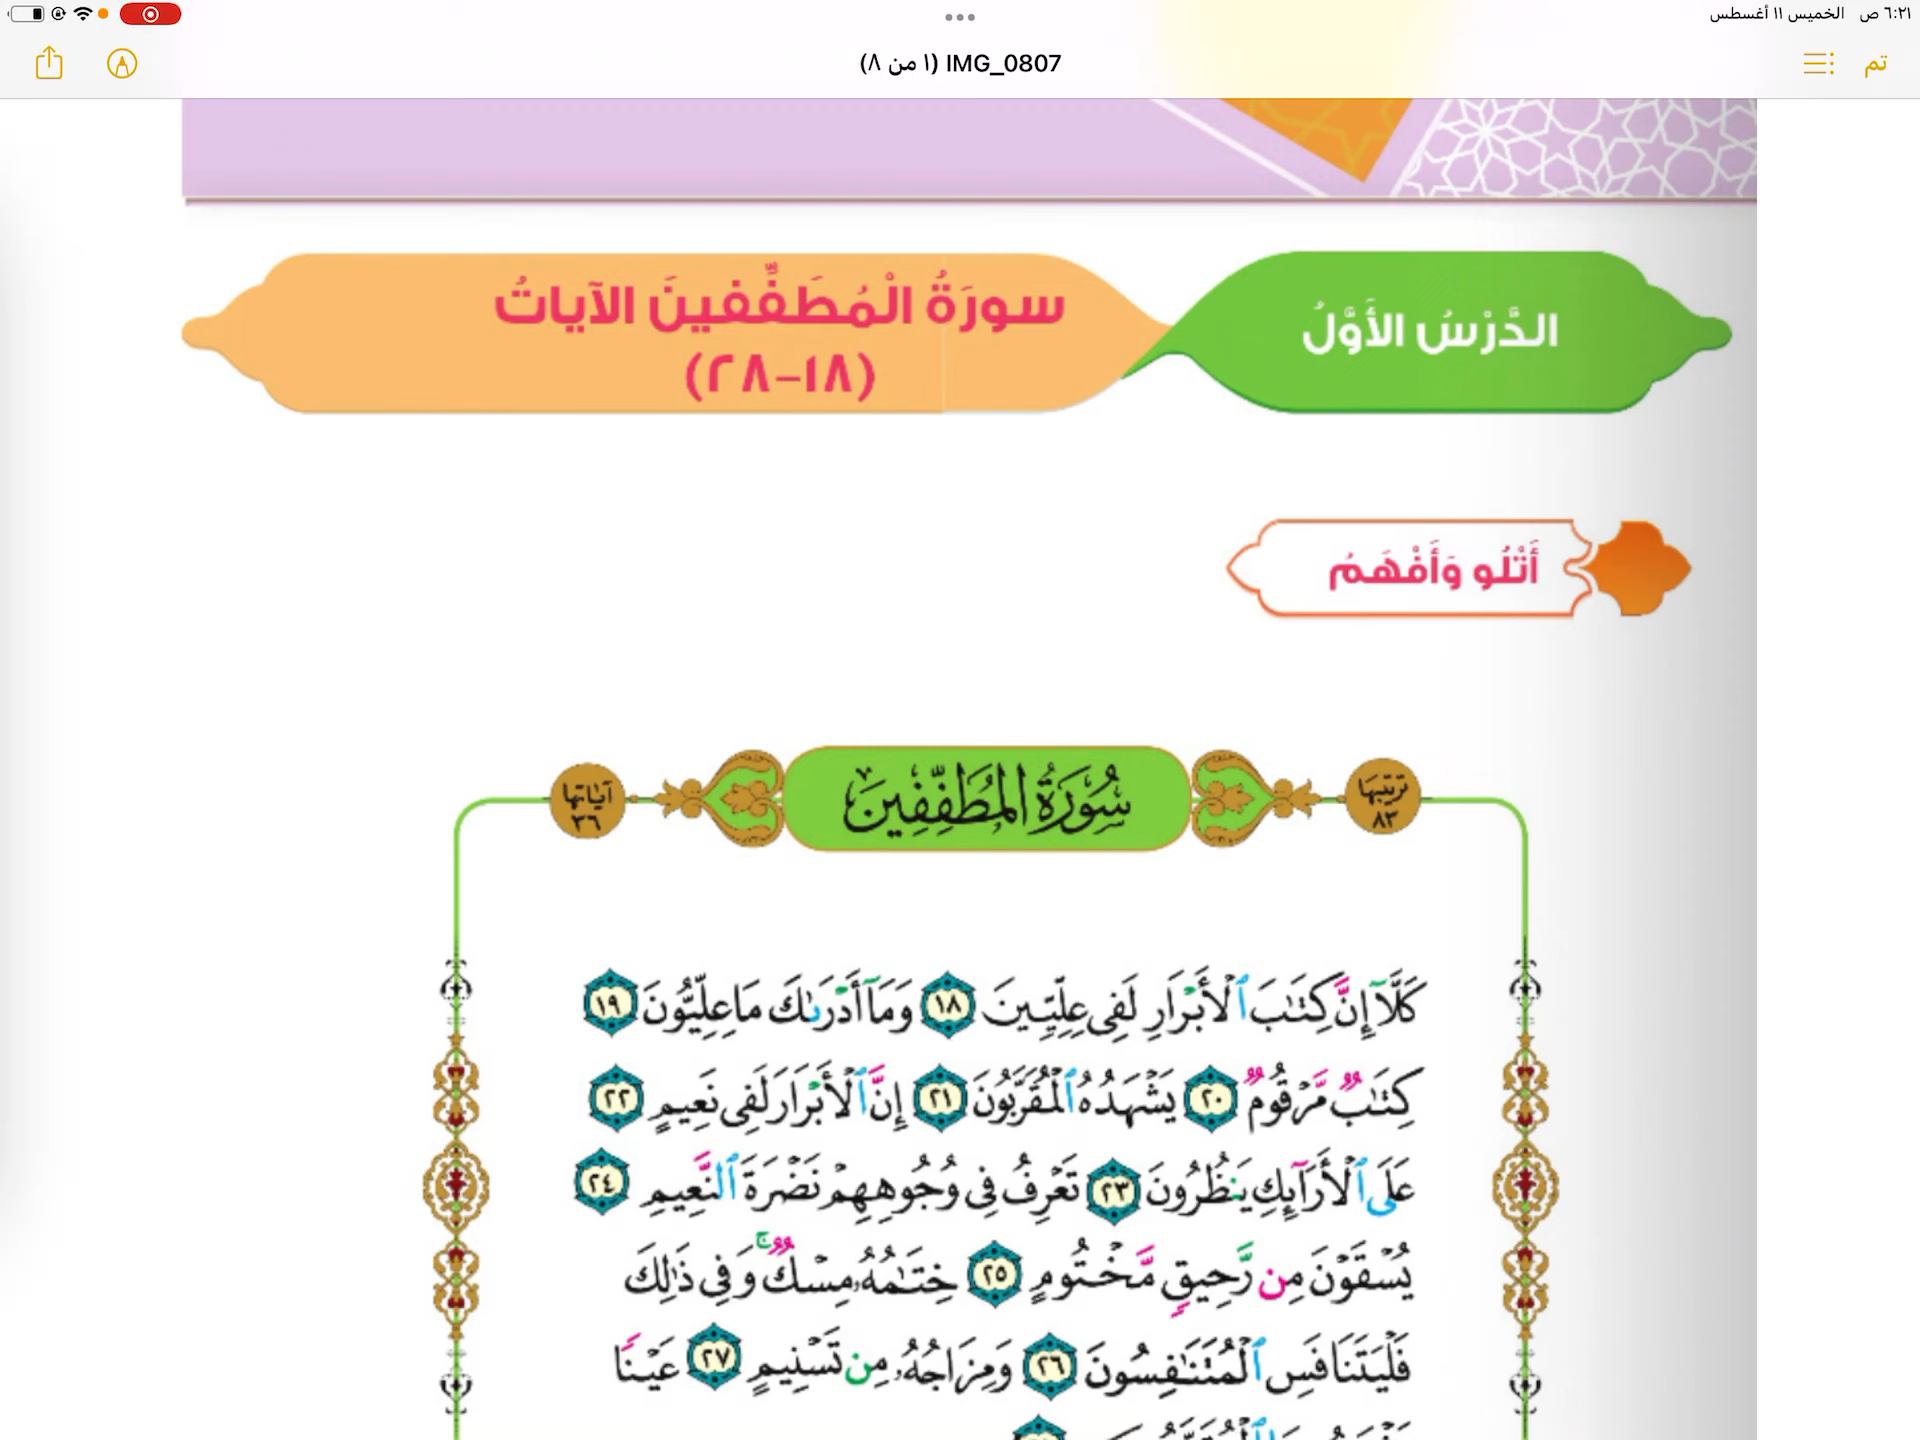 ٦:٢١ ص الخميس ١١ أغسطس
IMG_0807 (١ من ٨)
تم
الدَّرْسُ الأَوَّلُ
سورَةُ الْمُطَفِّفينَ الآياتُ
(١٨-٢٨)
أَتْلُو وَأَفْهَمُ
تَرْتيبُهَا ٨٣
سُورَةُ المُطَفِّفِينَ
آيَاتُهَا ٣٦
كَلَّآ إِنَّ كِتَٰبَ ٱلْأَبْرَارِ لَفِى عِلِّيِّينَ ١٨ وَمَآ أَدْرَىٰكَ مَا عِلِّيُّونَ ١٩
كِتَٰبٌ مَّرْقُومٌ ٢٠ يَشْهَدُهُ ٱلْمُقَرَّبُونَ ٢١ إِنَّ ٱلْأَبْرَارَ لَفِى نَعِيمٍ ٢٢
عَلَى ٱلْأَرَآئِكِ يَنظُرُونَ ٢٣ تَعْرِفُ فِى وُجُوهِهِمْ نَضْرَةَ ٱلنَّعِيمِ ٢٤
يُسْقَوْنَ مِن رَّحِيقٍ مَّخْتُومٍ ٢٥ خِتَٰمُهُۥ مِسْكٌ ۚ وَفِى ذَٰلِكَ
فَلْيَتَنَافَسِ ٱلْمُتَنَٰفِسُونَ ٢٦ وَمِزَاجُهُۥ مِن تَسْنِيمٍ ٢٧ عَيْنًا